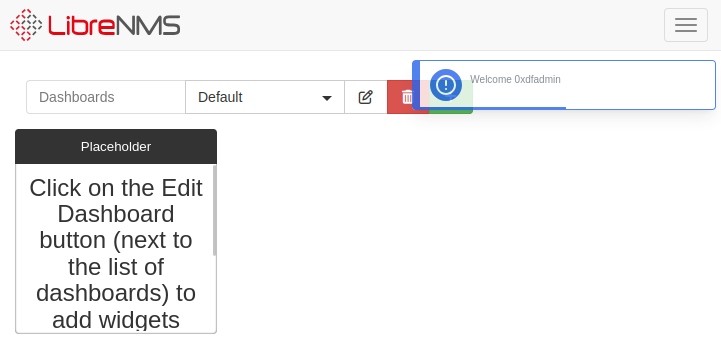 LibreNMS
Welcome 0xdfadmin
Dashboards
Default
Placeholder
Click on the Edit
Dashboard
button (next to
the list of
dashboards) to
add widgets